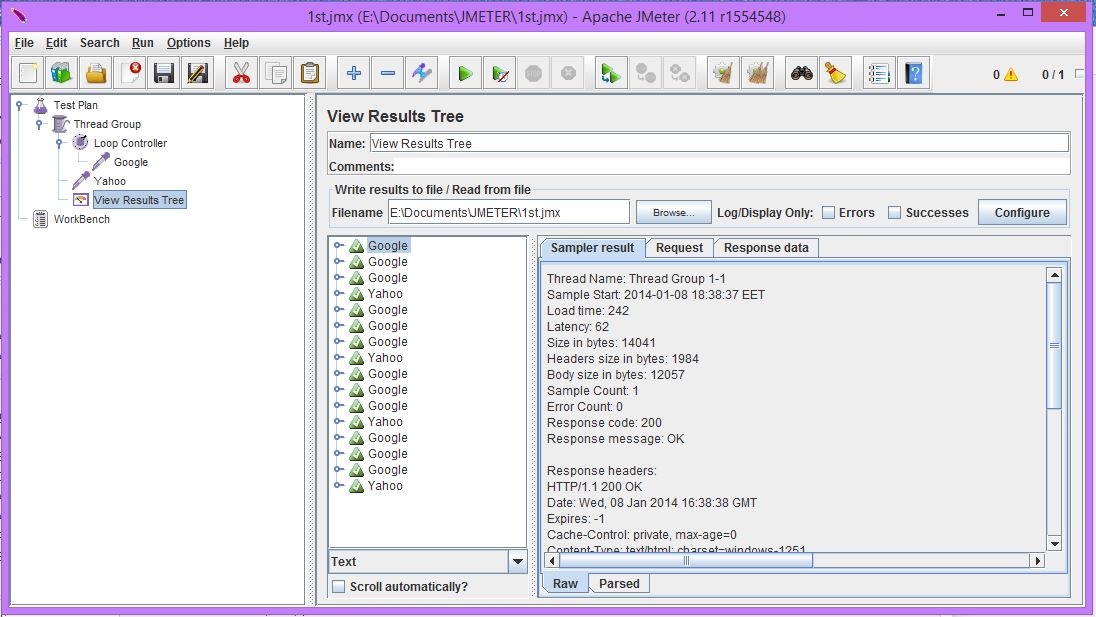 1st.jmx (E:\Documents\JMETER\1st.jmx) - Apache JMeter (2.11 r1554548)
File Edit Search Run Options Help
0 0 / 1
Test Plan
Thread Group
Loop Controller
Google
Yahoo
View Results Tree
WorkBench
View Results Tree
Name: View Results Tree
Comments:
Write results to file / Read from file
Filename E:\Documents\JMETER\1st.jmx Browse... Log/Display Only: Errors Successes Configure
Google
Google
Google
Yahoo
Google
Google
Google
Yahoo
Google
Google
Google
Yahoo
Google
Google
Google
Yahoo
Text
Scroll automatically?
Sampler result Request Response data
Thread Name: Thread Group 1-1
Sample Start: 2014-01-08 18:38:37 EET
Load time: 242
Latency: 62
Size in bytes: 14041
Headers size in bytes: 1984
Body size in bytes: 12057
Sample Count: 1
Error Count: 0
Response code: 200
Response message: OK
Response headers:
HTTP/1.1 200 OK
Date: Wed, 08 Jan 2014 16:38:38 GMT
Expires: -1
Cache-Control: private, max-age=0
Content-Type: text/html; charset=windows-1251
Raw Parsed